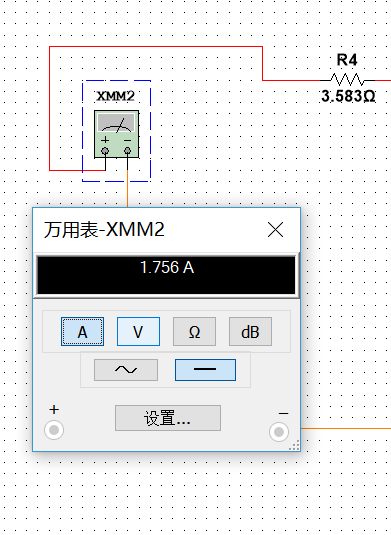 R4
3.583Ω
XMM2
+ −
万用表-XMM2
1.756 A
A V Ω dB
设置...
+ −